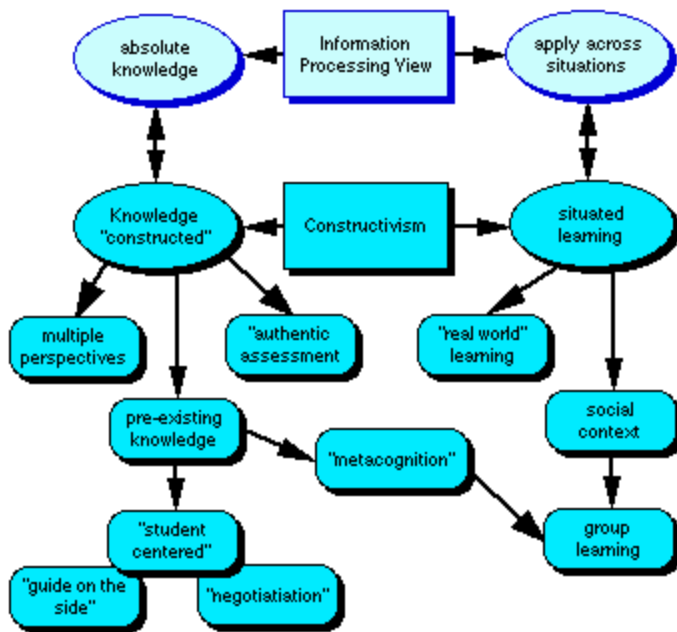 absolute
knowledge
Information
Processing View
apply across
situations
Knowledge
"constructed"
Constructivism
situated
learning
multiple
perspectives
"authentic
assessment
"real world"
learning
pre-existing
knowledge
"metacognition"
social
context
"student
centered"
group
learning
"guide on the
side"
"negotiatiation"